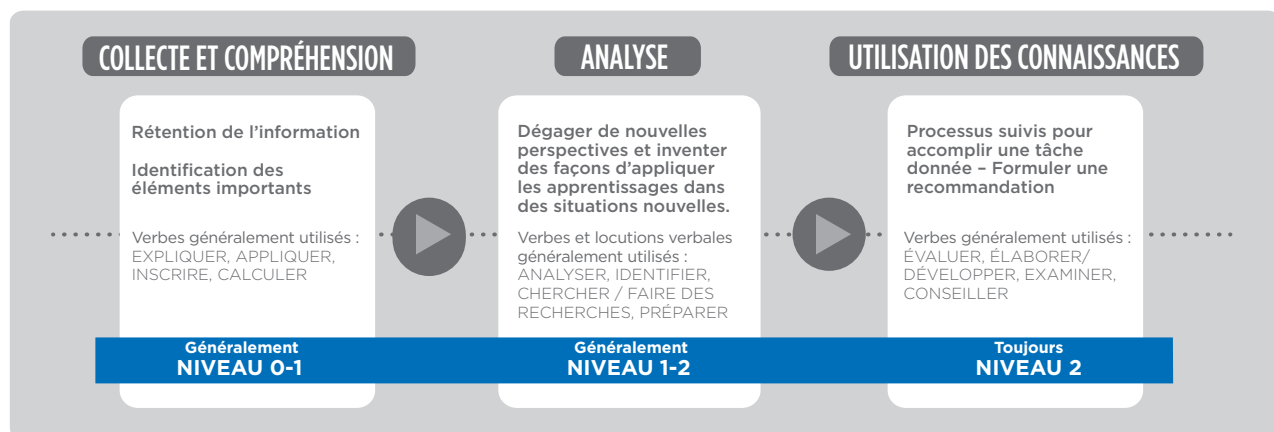 COLLECTE ET COMPRÉHENSION
Rétention de l’information
Identification des
éléments importants
Verbes généralement utilisés :
EXPLIQUER, APPLIQUER,
INSCRIRE, CALCULER
Généralement
NIVEAU 0-1
ANALYSE
Dégager de nouvelles
perspectives et inventer
des façons d’appliquer
les apprentissages dans
des situations nouvelles.
Verbes et locutions verbales
généralement utilisés :
ANALYSER, IDENTIFIER,
CHERCHER / FAIRE DES
RECHERCHES, PRÉPARER
Généralement
NIVEAU 1-2
UTILISATION DES CONNAISSANCES
Processus suivis pour
accomplir une tâche
donnée – Formuler une
recommandation
Verbes généralement utilisés :
ÉVALUER, ÉLABORER/
DÉVELOPPER, EXAMINER,
CONSEILLER
Toujours
NIVEAU 2